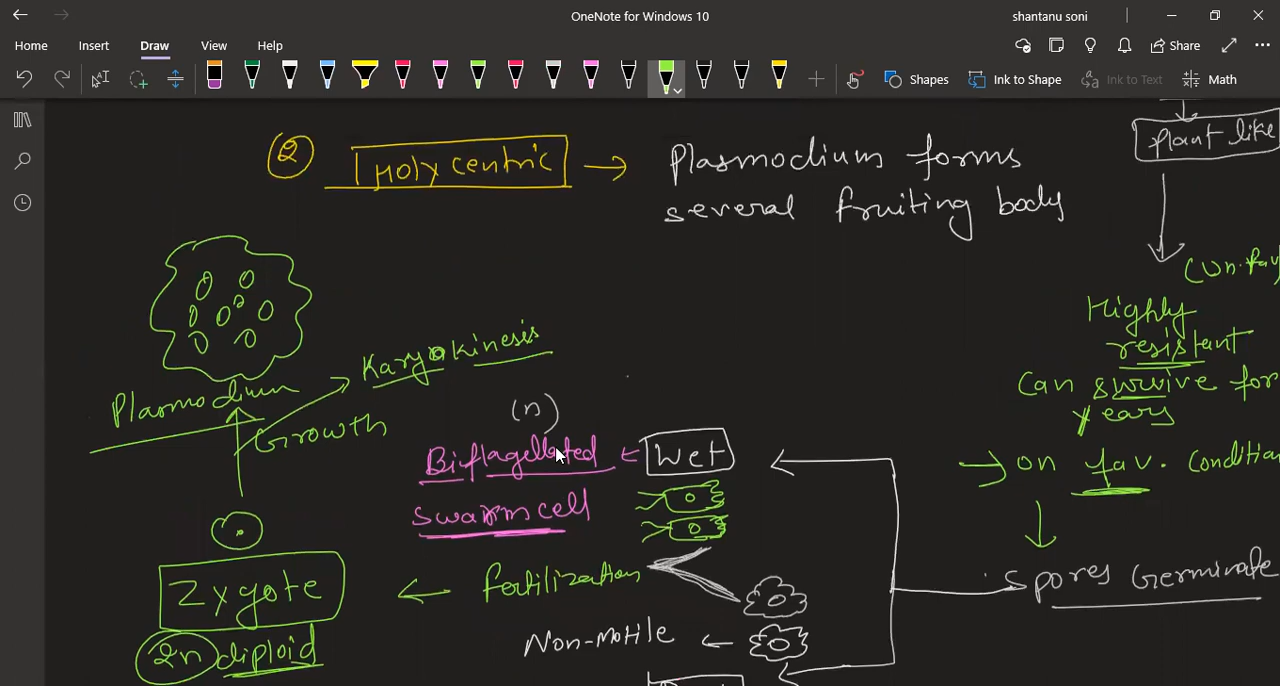 OneNote for Windows 10
shantanu soni
Home
Insert
Draw
View
Help
Share
Shapes
Ink to Shape
Ink to Text
Math
② Holycentric → Plasmodium forms
several fruiting body
Plant like
Highly
resistant
Can survive for
years
→ on fav. Condition
Spores Germinate
Karyokinesis
Plasmodium
Growth
(n)
Biflagellated ← Wet
swarm cell
Zygote ← fertilization
Non-motile ←
2n diploid